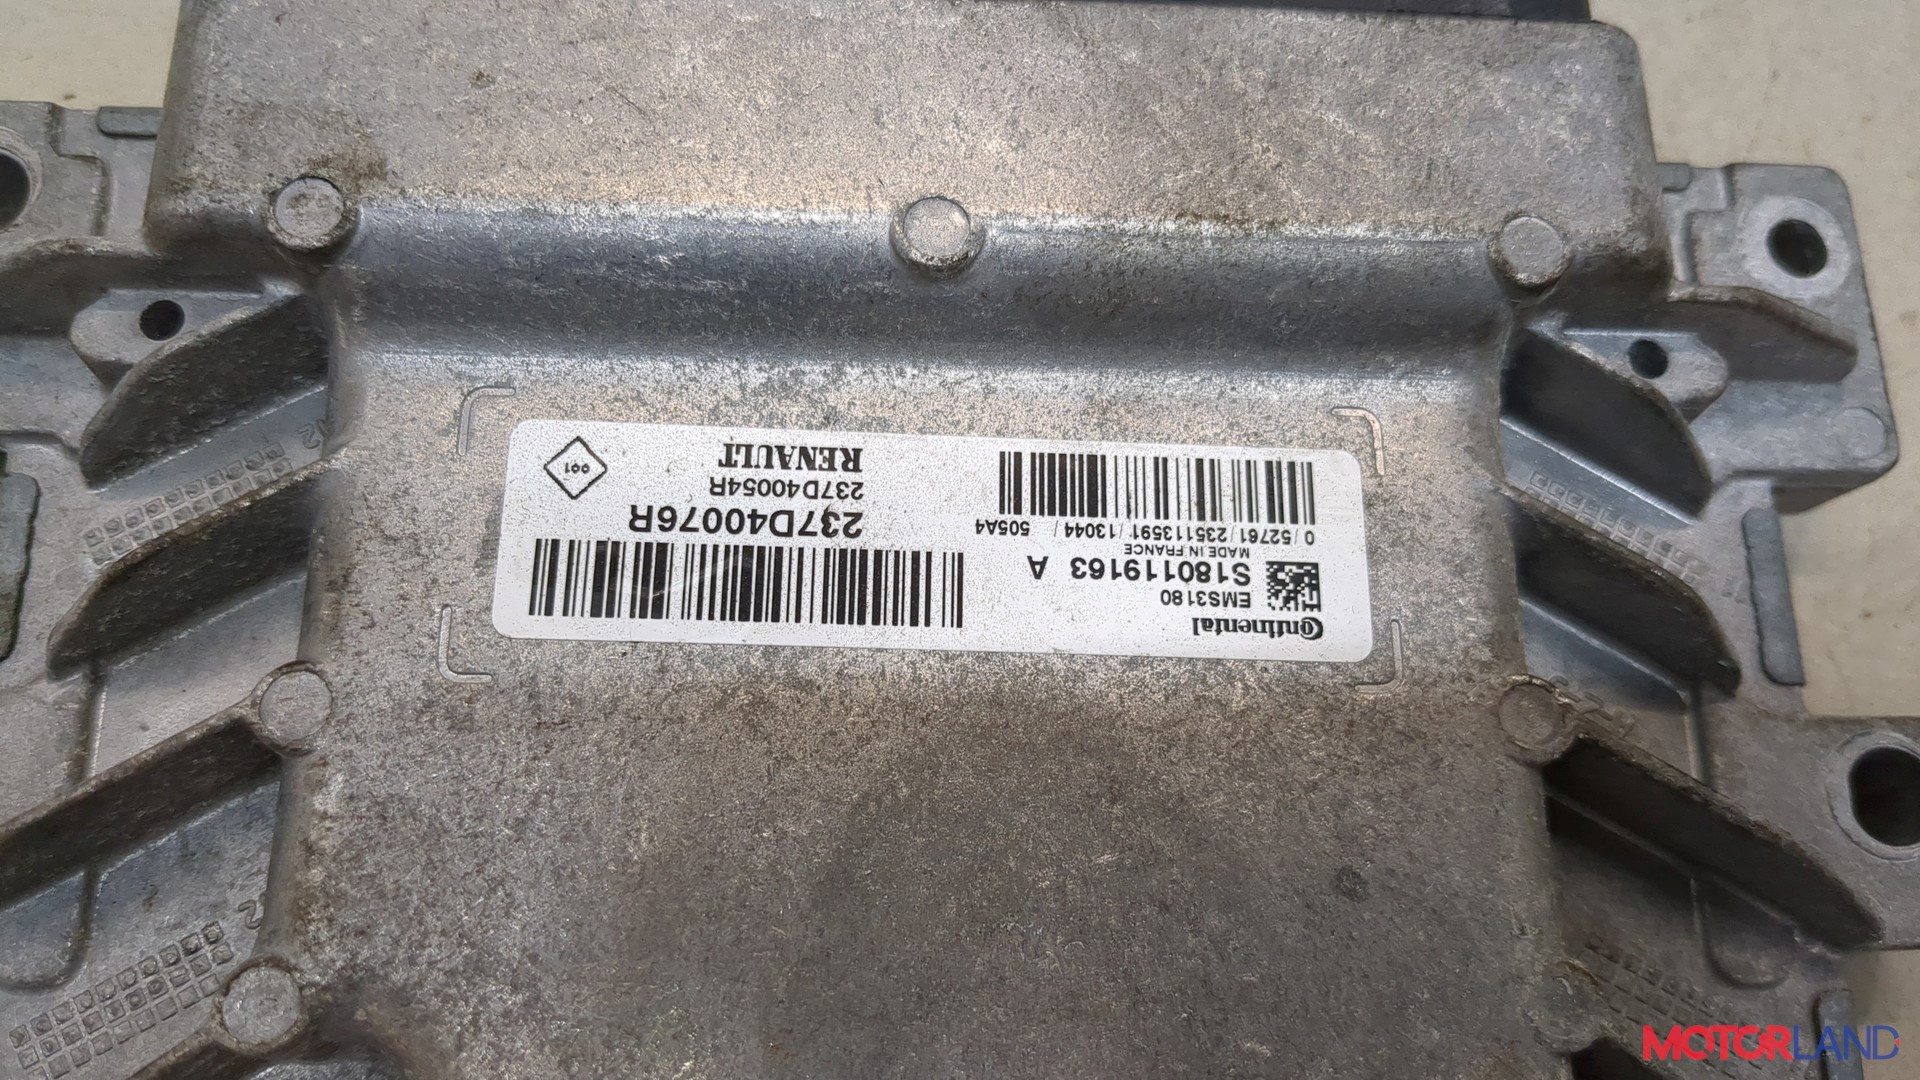 Continental
EMS3180
S180119163 A
MADE IN FRANCE
0/52761/235113591/13044 / 505A4
237D40076R
237D40054R
RENAULT
MOTORLAND